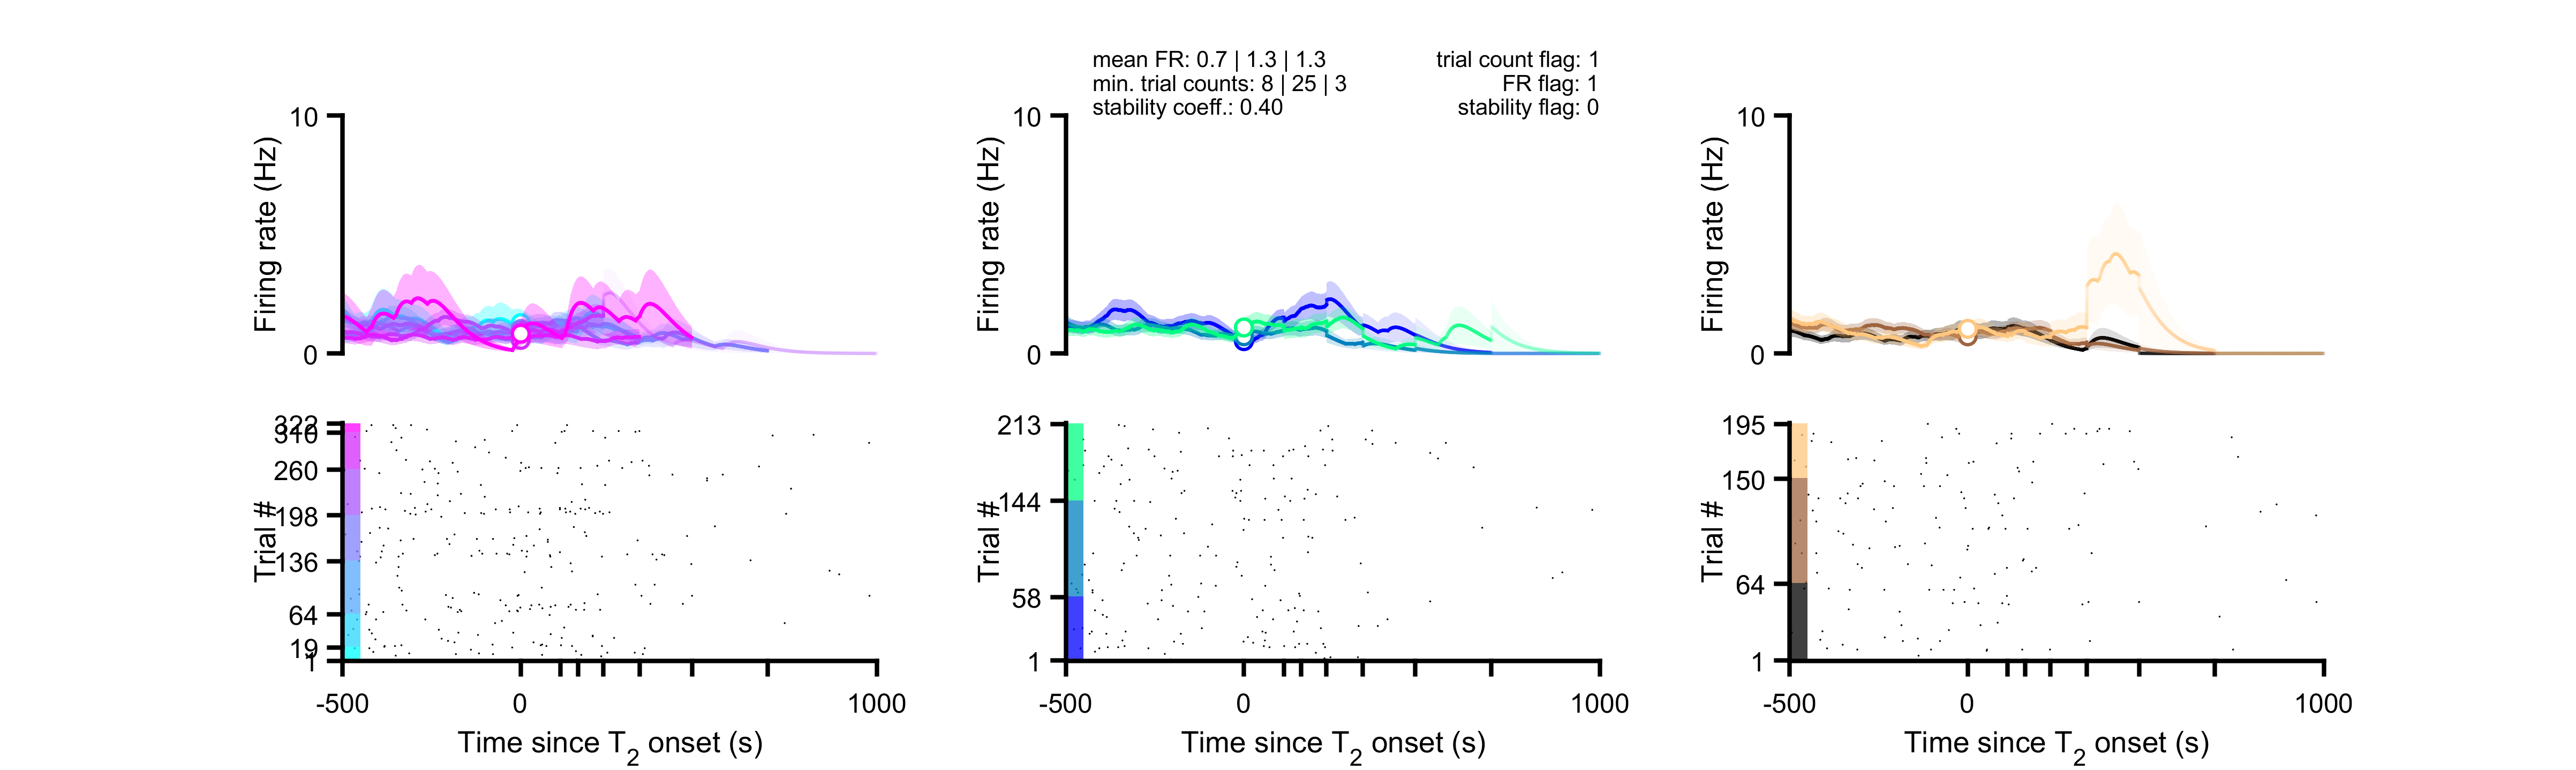 mean FR: 0.7 | 1.3 | 1.3
min. trial counts: 8 | 25 | 3
stability coeff.: 0.40
trial count flag: 1
FR flag: 1
stability flag: 0
10
0
Firing rate (Hz)
10
0
Firing rate (Hz)
10
0
Firing rate (Hz)
322
260
198
136
64
19
1
Trial #
-500
0
1000
Time since T2 onset (s)
213
144
58
1
Trial #
-500
0
1000
Time since T2 onset (s)
195
150
64
1
Trial #
-500
0
1000
Time since T2 onset (s)